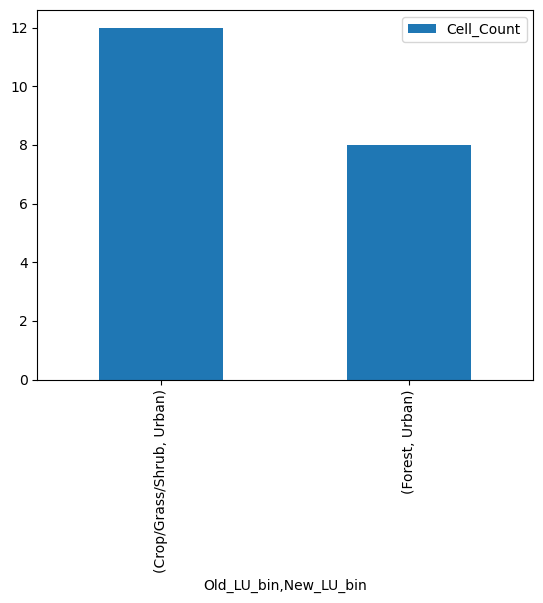 Cell_Count
12
10
8
6
4
2
0
(Crop/Grass/Shrub, Urban)
(Forest, Urban)
Old_LU_bin,New_LU_bin